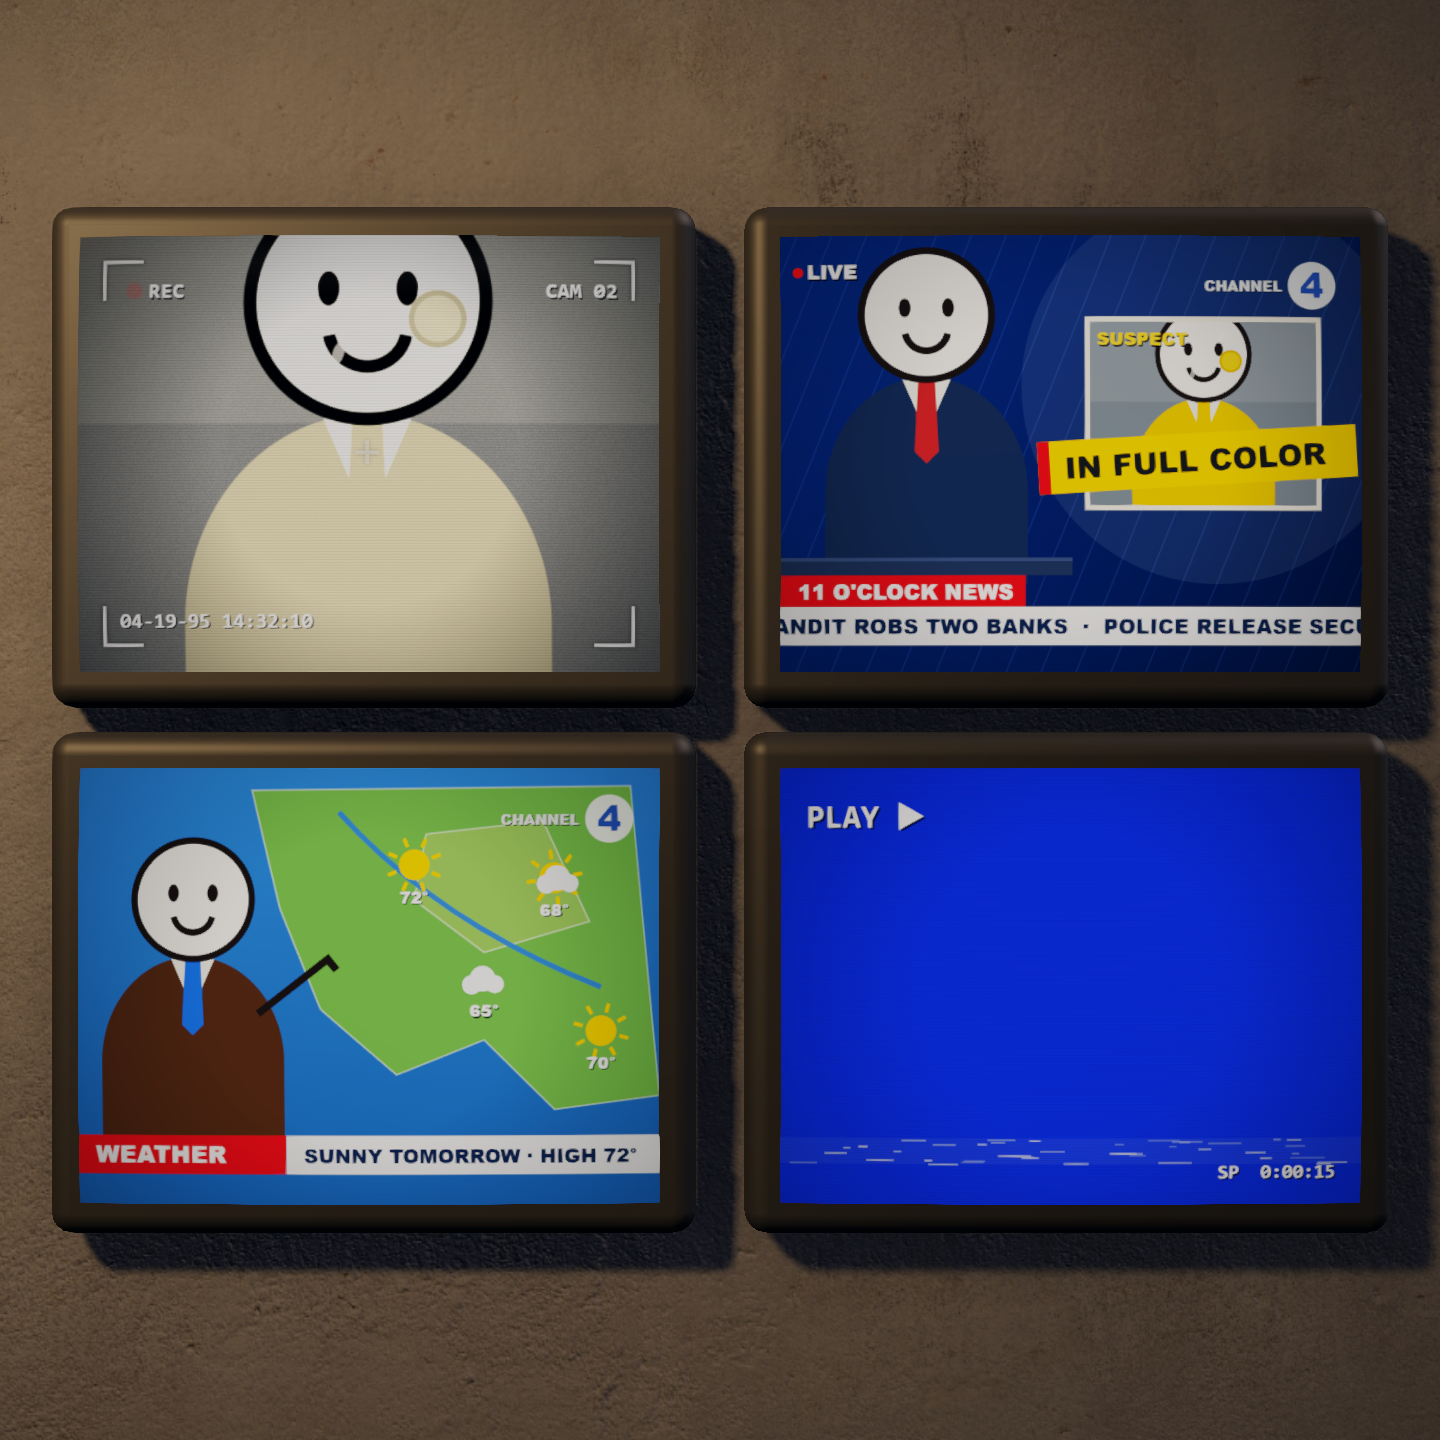 REC
CAM 02
04-19-95 14:32:10
LIVE
CHANNEL 4
SUSPECT
IN FULL COLOR
11 O'CLOCK NEWS
ANDIT ROBS TWO BANKS · POLICE RELEASE SECU
CHANNEL 4
72°
68°
65°
70°
WEATHER
SUNNY TOMORROW · HIGH 72°
PLAY
SP 0:00:15